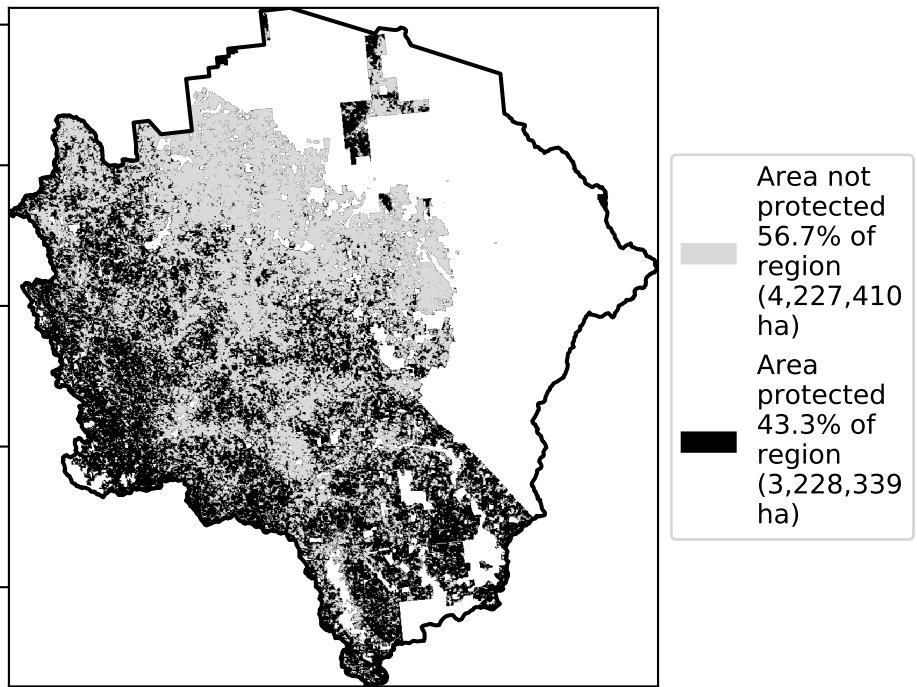 Area not
protected
56.7% of
region
(4,227,410
ha)
Area
protected
43.3% of
region
(3,228,339
ha)